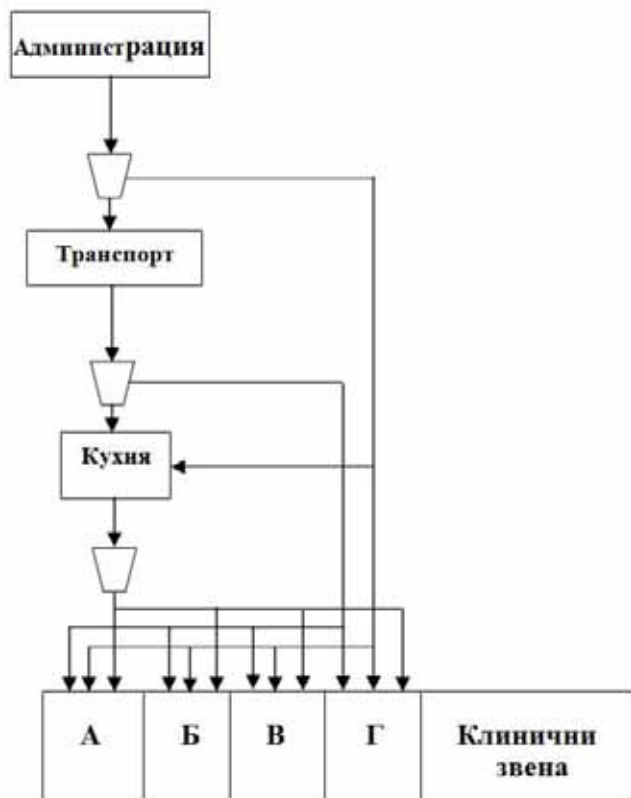 Администрация
Транспорт
Кухня
А Б В Г Клинични
звена